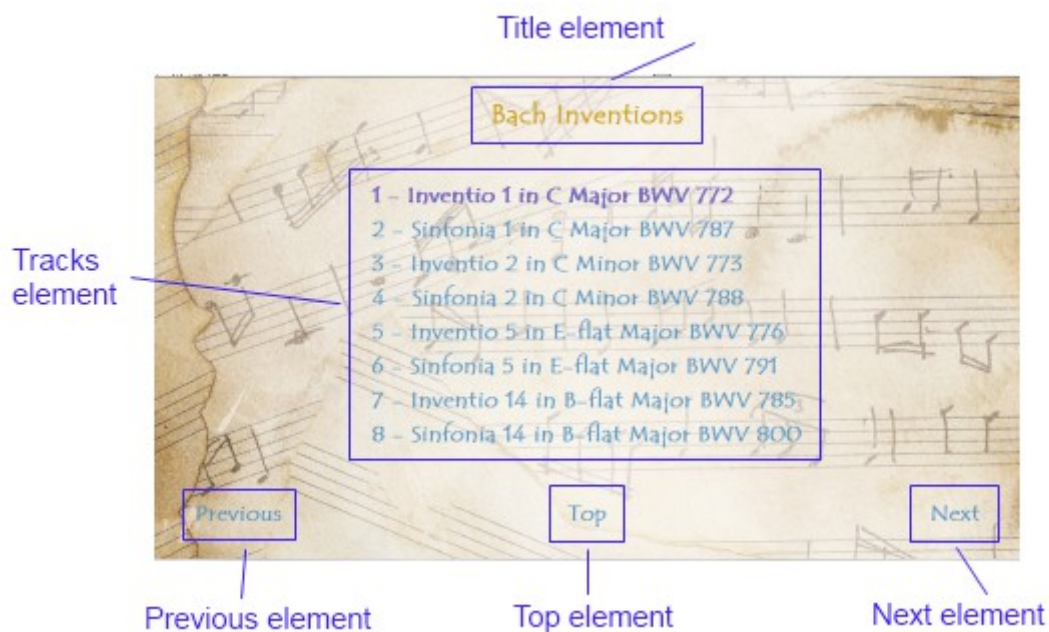 Title element
Bach Inventions
1 - Inventio 1 in C Major BWV 772
2 - Sinfonia 1 in C Major BWV 787
3 - Inventio 2 in C Minor BWV 773
4 - Sinfonia 2 in C Minor BWV 788
5 - Inventio 5 in E-flat Major BWV 776
6 - Sinfonia 5 in E-flat Major BWV 791
7 - Inventio 14 in B-flat Major BWV 785
8 - Sinfonia 14 in B-flat Major BWV 800
Tracks
element
Previous
Top
Next
Previous element
Top element
Next element